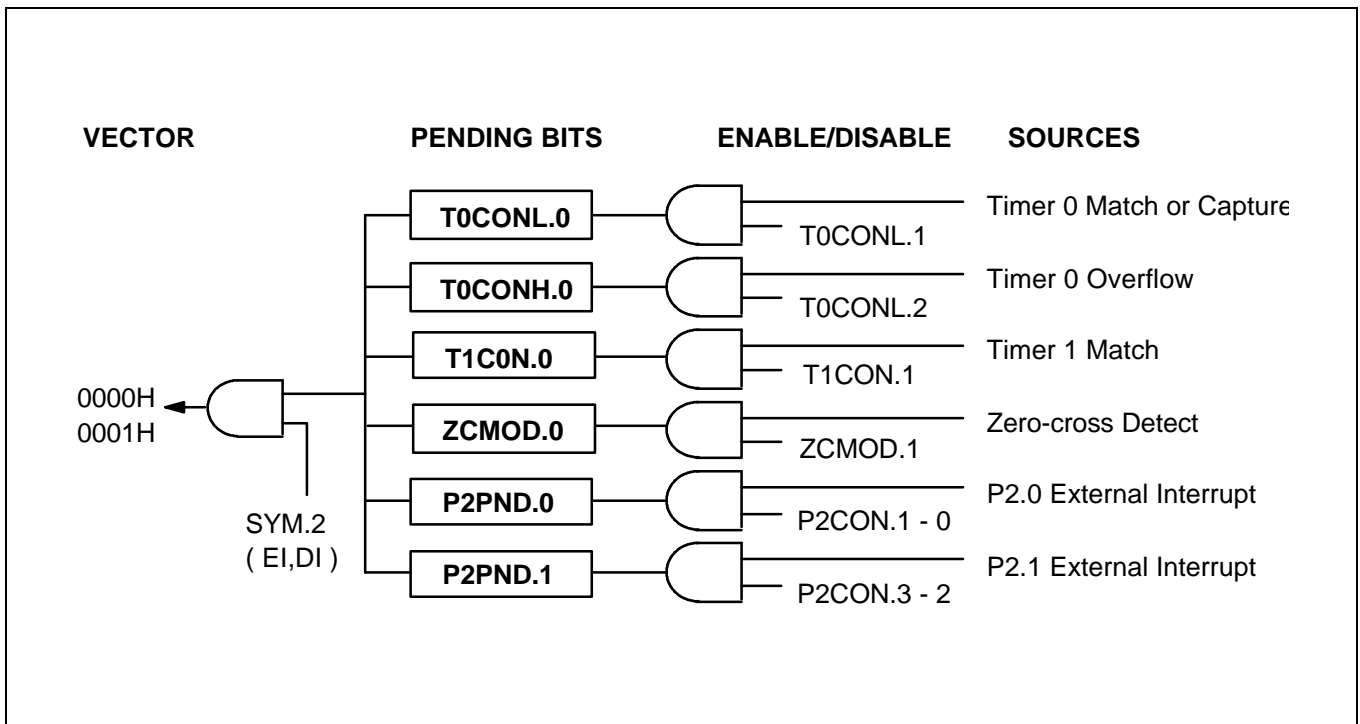 VECTOR PENDING BITS ENABLE/DISABLE SOURCES
T0CONL.0 T0CONL.1 Timer 0 Match or Capture
T0CONH.0 T0CONL.2 Timer 0 Overflow
T1C0N.0 T1CON.1 Timer 1 Match
0000H
0001H
ZCMOD.0 ZCMOD.1 Zero-cross Detect
P2PND.0 P2CON.1 - 0 P2.0 External Interrupt
SYM.2
( EI,DI )
P2PND.1 P2CON.3 - 2 P2.1 External Interrupt